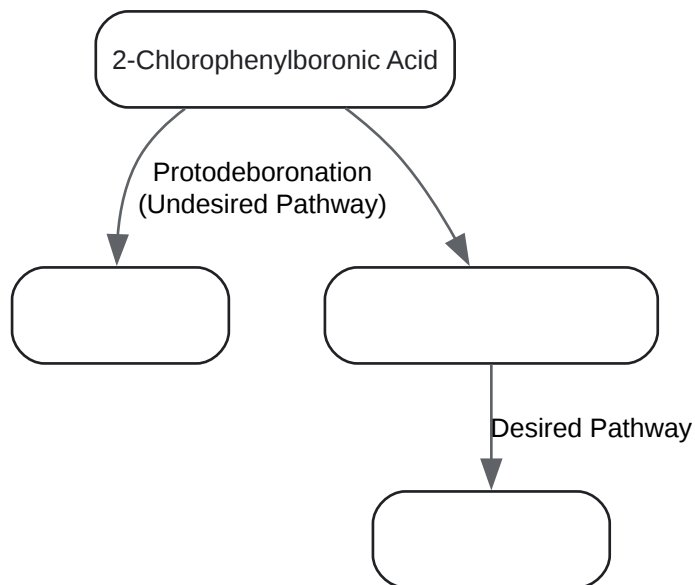 2-Chlorophenylboronic Acid
Protodeboronation
(Undesired Pathway)
Desired Pathway